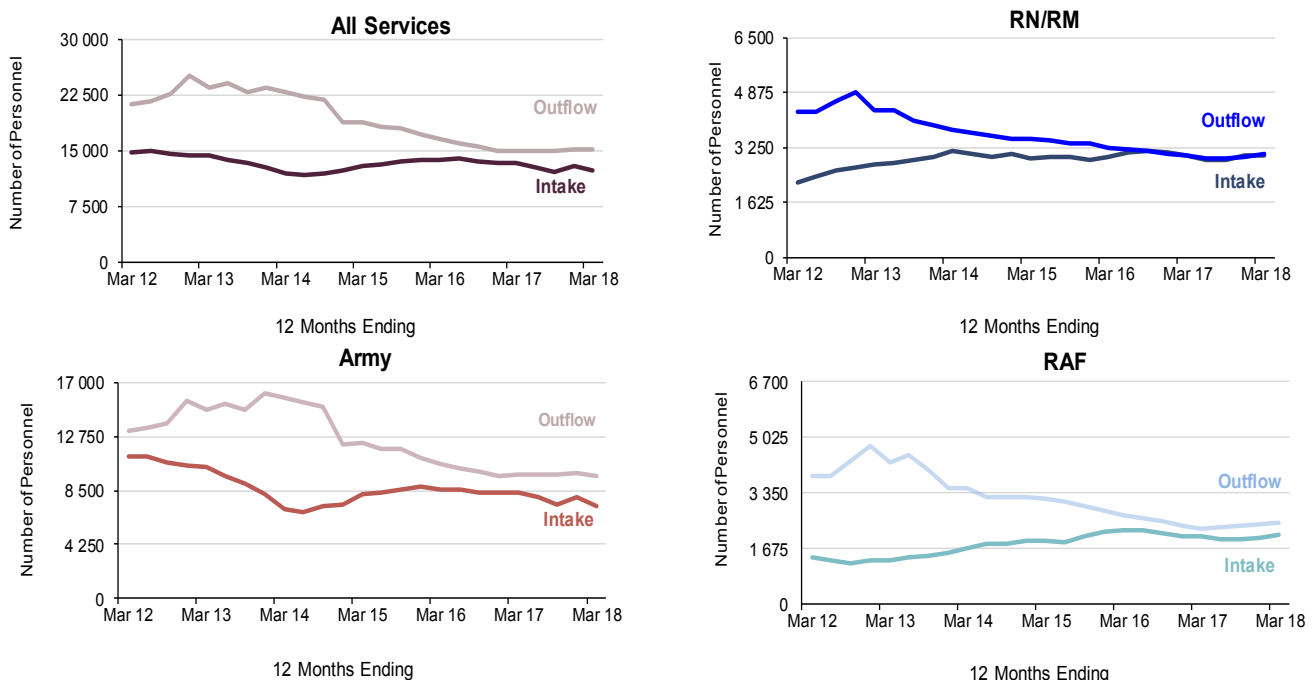 All Services
Number of Personnel
30 000
22 500
15 000
7 500
0
Outflow
Intake
Mar 12 Mar 13 Mar 14 Mar 15 Mar 16 Mar 17 Mar 18
12 Months Ending
RN/RM
Number of Personnel
6 500
4 875
3 250
1 625
0
Outflow
Intake
Mar 12 Mar 13 Mar 14 Mar 15 Mar 16 Mar 17 Mar 18
12 Months Ending
Army
Number of Personnel
17 000
12 750
8 500
4 250
0
Outflow
Intake
Mar 12 Mar 13 Mar 14 Mar 15 Mar 16 Mar 17 Mar 18
12 Months Ending
RAF
Number of Personnel
6 700
5 025
3 350
1 675
0
Outflow
Intake
Mar 12 Mar 13 Mar 14 Mar 15 Mar 16 Mar 17 Mar 18
12 Months Ending